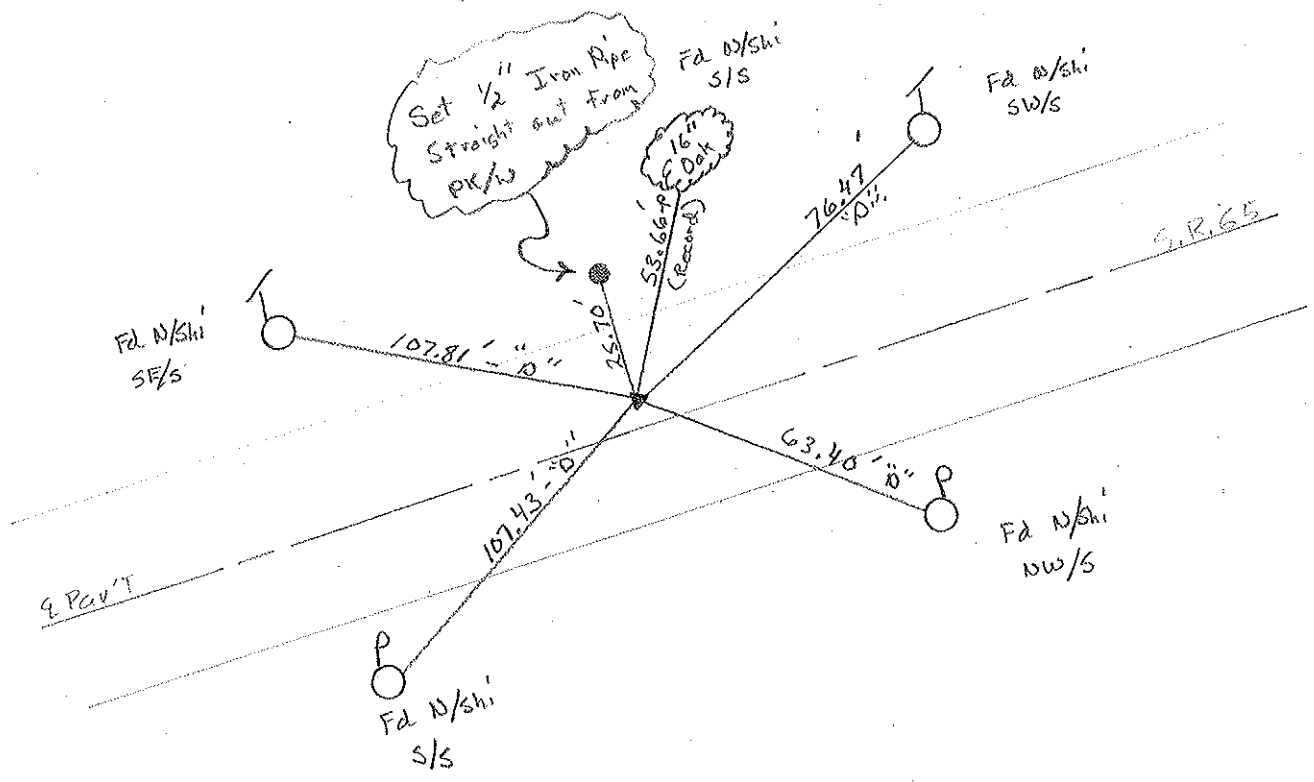 Set 1/2" Iron Pipe
Straight out from
PK/N
Fd N/Shi
S/S
16"
Oak
Fd N/Shi
SW/S
53.66'-P
(Record)
76.47'
"D"
S.R. 65
Fd N/Shi
SE/S
107.81'-"D"
25.70'
63.40'"D"
Fd N/Shi
NW/S
107.43'-"D"
℄ Pav'T
P
P
Fd N/Shi
S/S